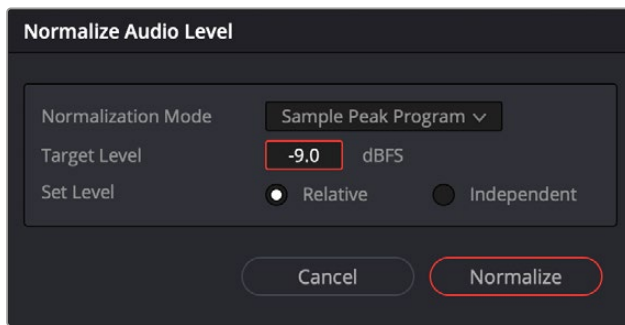 Normalize Audio Level
Normalization Mode Sample Peak Program
Target Level -9.0 dBFS
Set Level Relative Independent
Cancel Normalize